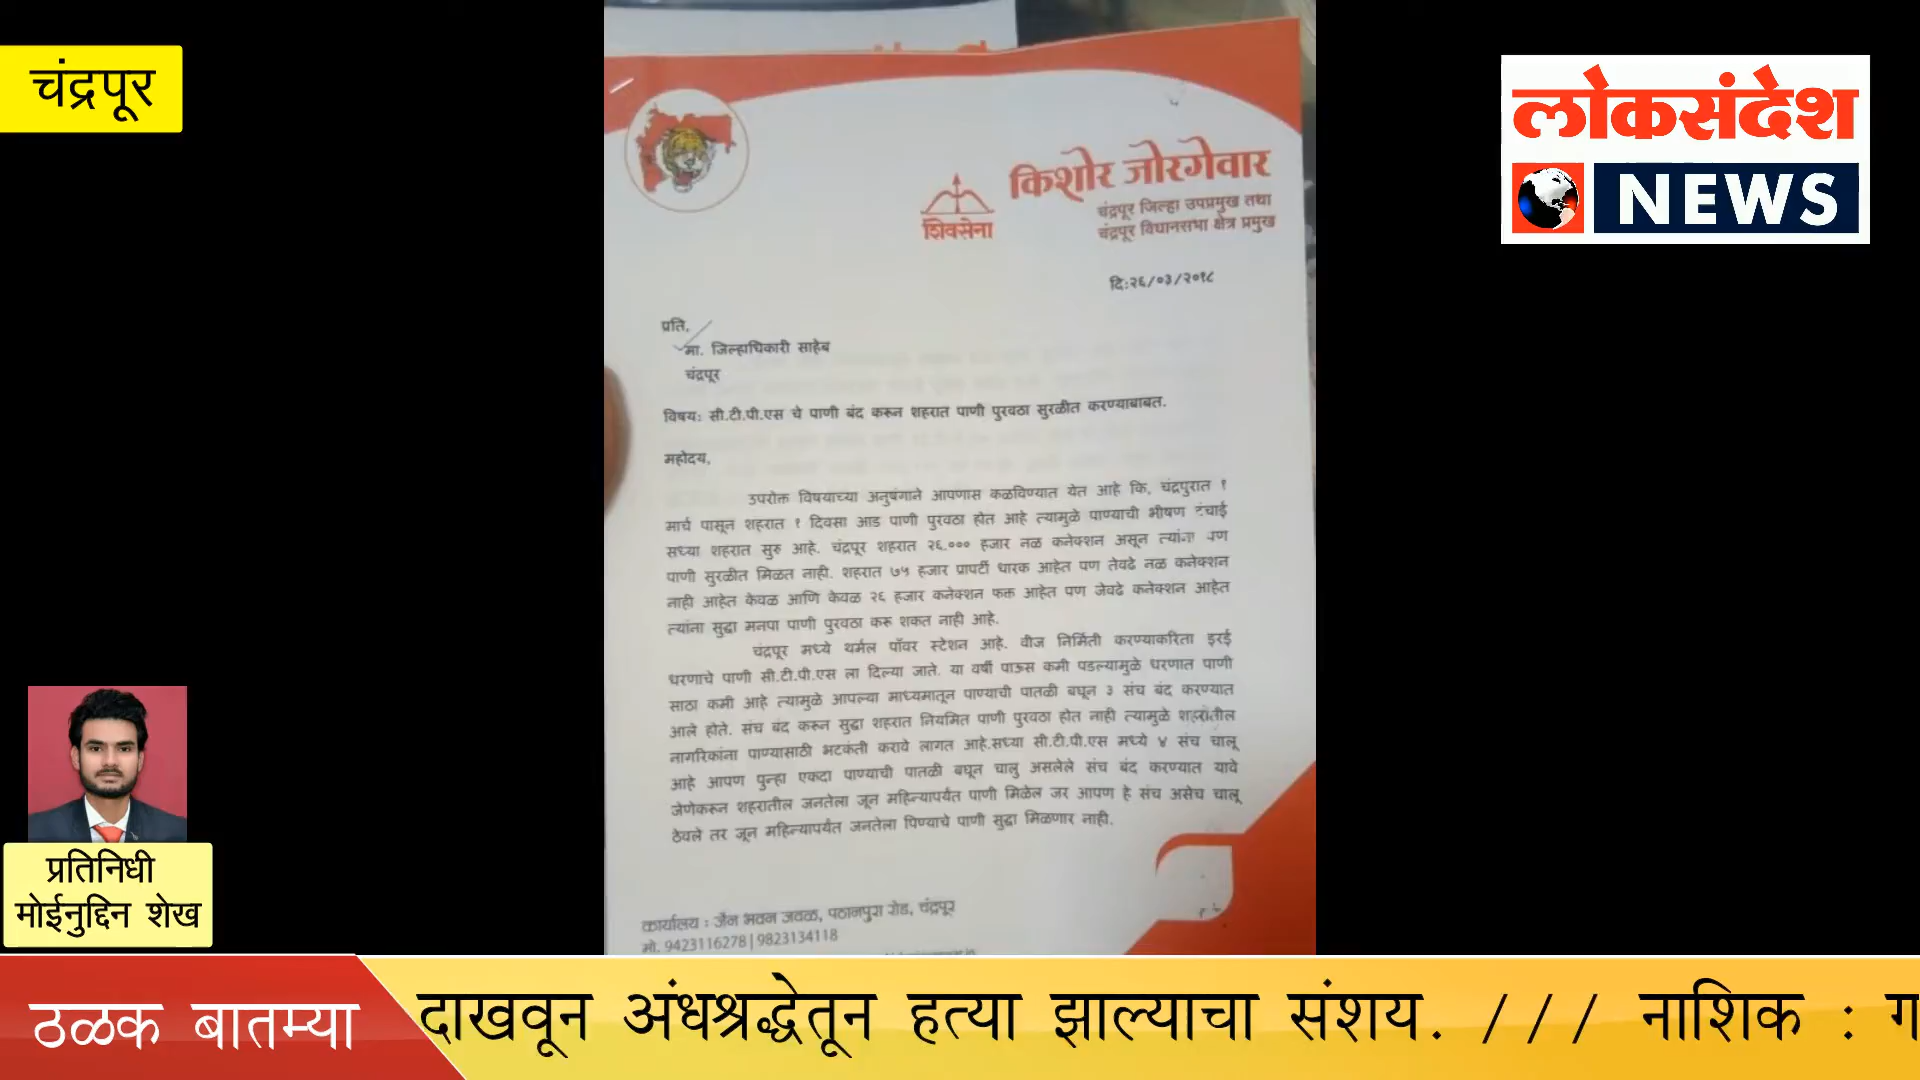 चंद्रपूर
लोकसंदेश
NEWS
किशोर जोरगेवार
शिवसेना
चंद्रपूर जिल्हा उपप्रमुख तथा
चंद्रपूर विधानसभा क्षेत्र प्रमुख
दि:२६/०३/२०१८
प्रति,
मा. जिल्हाधिकारी साहेब
चंद्रपूर
विषय: सी.टी.पी.एस चे पाणी बंद करून शहरात पाणी पुरवठा सुरळीत करण्याबाबत.
महोदय,
उपरोक्त विषयाच्या अनुषंगाने आपणास कळविण्यात येत आहे कि, चंद्रपुरात १
मार्च पासून शहरात १ दिवसा आड पाणी पुरवठा होत आहे त्यामुळे पाण्याची भीषण टंचाई
सध्या शहरात सुरु आहे. चंद्रपूर शहरात २६.००० हजार नळ कनेक्शन असून त्यांना पण
पाणी सुरळीत मिळत नाही. शहरात ७५ हजार प्रापर्टी धारक आहेत पण तेवढे नळ कनेक्शन
नाही आहेत केवळ आणि केवळ २६ हजार कनेक्शन फक्त आहेत पण जेवढे कनेक्शन आहेत
त्यांना सुद्धा मनपा पाणी पुरवठा करू शकत नाही आहे.
चंद्रपूर मध्ये थर्मल पॉवर स्टेशन आहे. वीज निर्मिती करण्याकरिता इरई
धरणाचे पाणी सी.टी.पी.एस ला दिल्या जाते. या वर्षी पाऊस कमी पडल्यामुळे धरणात पाणी
साठा कमी आहे त्यामुळे आपल्या माध्यमातून पाण्याची पातळी बघून ३ संच बंद करण्यात
आले होते. संच बंद करून सुद्धा शहरात नियमित पाणी पुरवठा होत नाही त्यामुळे शहरातील
नागरिकांना पाण्यासाठी भटकंती करावे लागत आहे.सध्या सी.टी.पी.एस मध्ये ४ संच चालू
आहे आपण पुन्हा एकदा पाण्याची पातळी बघून चालु असलेले संच बंद करण्यात यावे
जेणेकरून शहरातील जनतेला जून महिन्यापर्यंत पाणी मिळेल जर आपण हे संच असेच चालू
ठेवले तर जून महिन्यापर्यंत जनतेला पिण्याचे पाणी सुद्धा मिळणार नाही.
कार्यालय : जैन भवन जवळ, पठानपुरा रोड, चंद्रपूर
मो. 9423116278 | 9823134118
प्रतिनिधी
मोईनुद्दिन शेख
ठळक बातम्या
दाखवून अंधश्रद्धेतून हत्या झाल्याचा संशय. /// नाशिक : ग